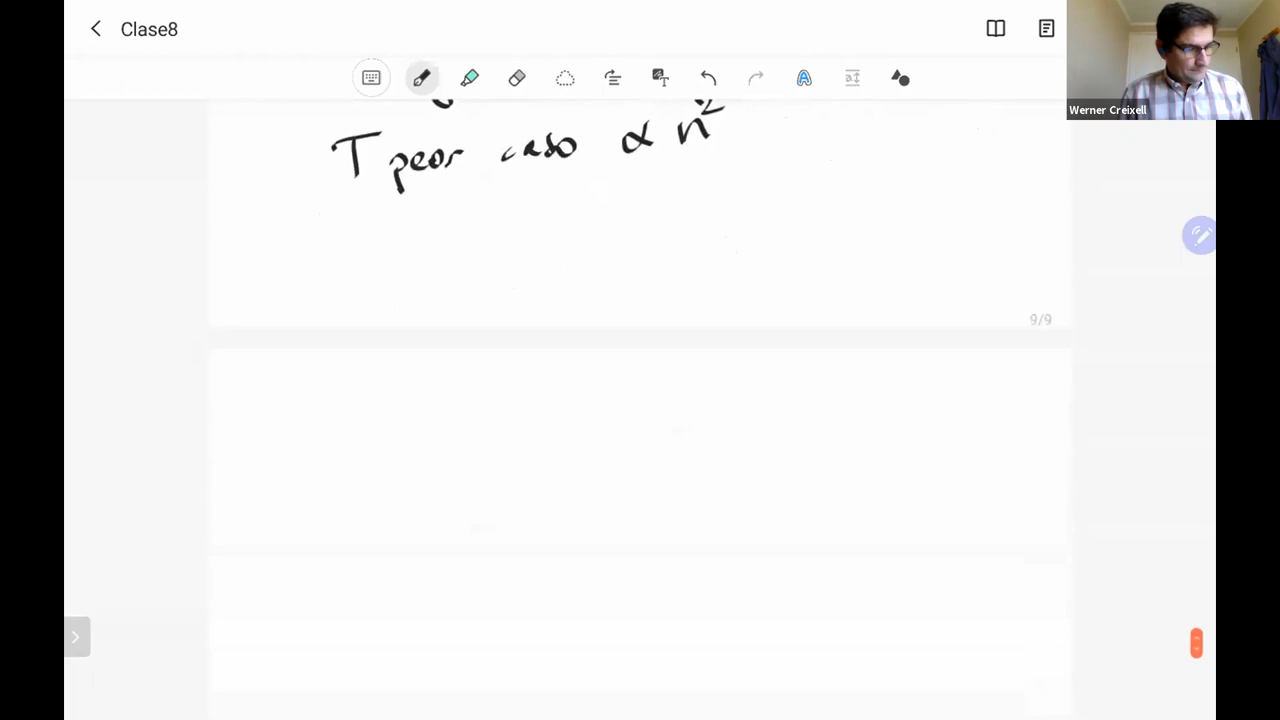 Clase8
Werner Creixell
T peor caso ∝ n²
9/9